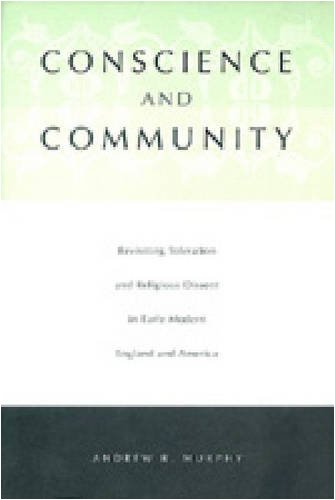 CONSCIENCE
AND
COMMUNITY
Revisiting Toleration
and Religious Dissent
in Early Modern
England and America
ANDREW R. MURPHY